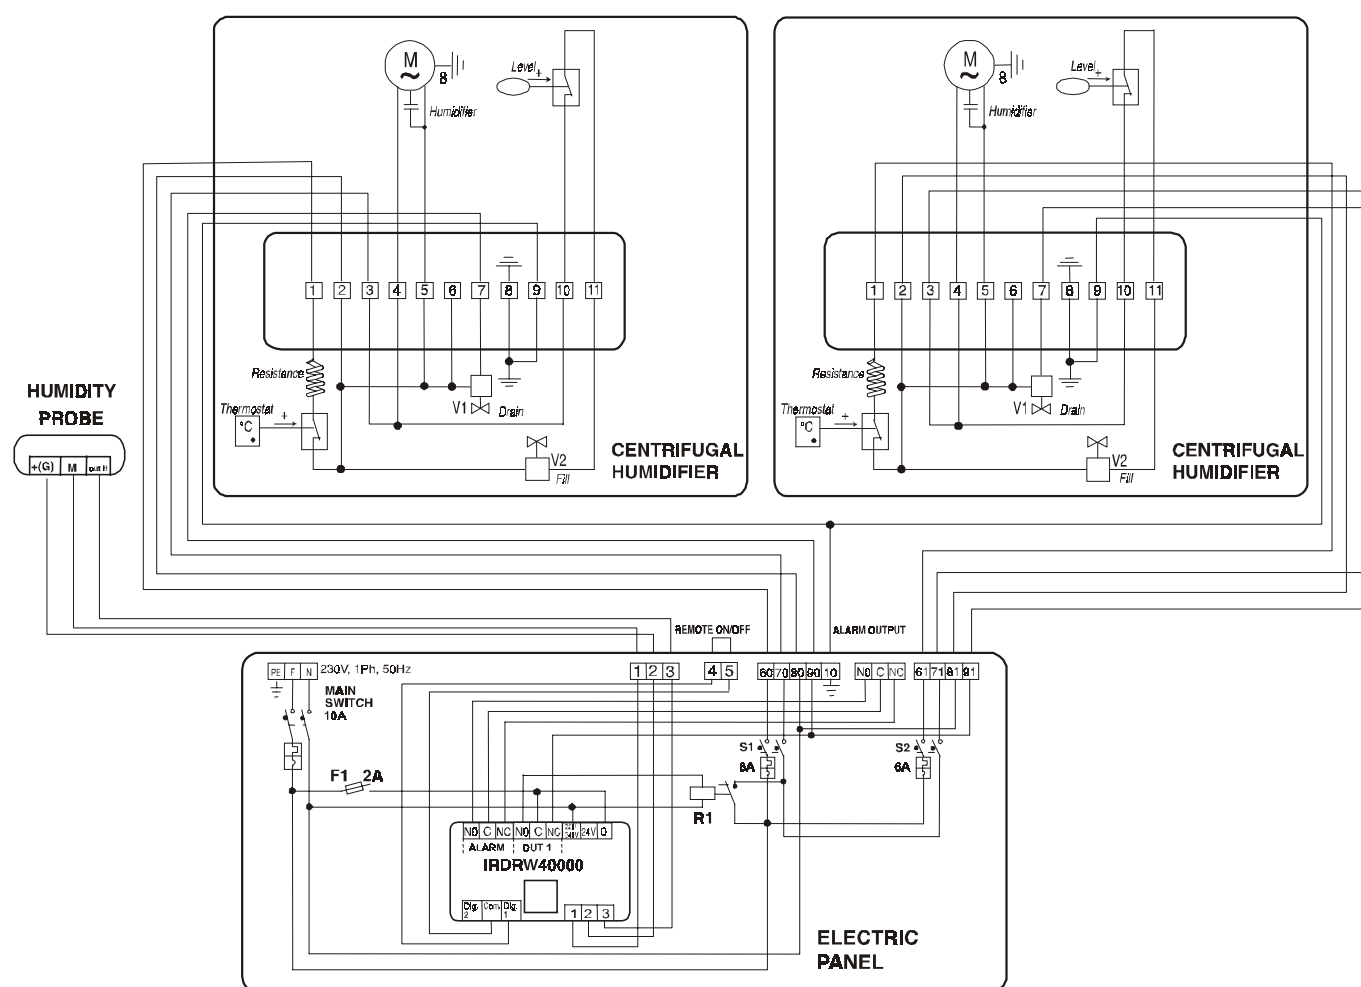 M
~
8
Level
+
Humidifier
1 2 3 4 5 6 7 8 9 10 11
Resistance
Thermostat
°C
+
V1
Drain
V2
Fill
CENTRIFUGAL
HUMIDIFIER
M
~
8
Level
+
Humidifier
1 2 3 4 5 6 7 8 9 10 11
Resistance
Thermostat
°C
+
V1
Drain
V2
Fill
CENTRIFUGAL
HUMIDIFIER
HUMIDITY
PROBE
+(G) M out H
REMOTE ON/OFF
ALARM OUTPUT
PE F N
230V, 1Ph, 50Hz
1 2 3
4 5
60 70 80 90 10
NO C NC
61 71 81 91
MAIN
SWITCH
10A
S1
6A
S2
6A
F1 2A
R1
NO C NC NO C NC 24V 0
ALARM OUT 1
IRDRW40000
Dig. 2
Com.
Dig. 1
1 2 3
ELECTRIC
PANEL